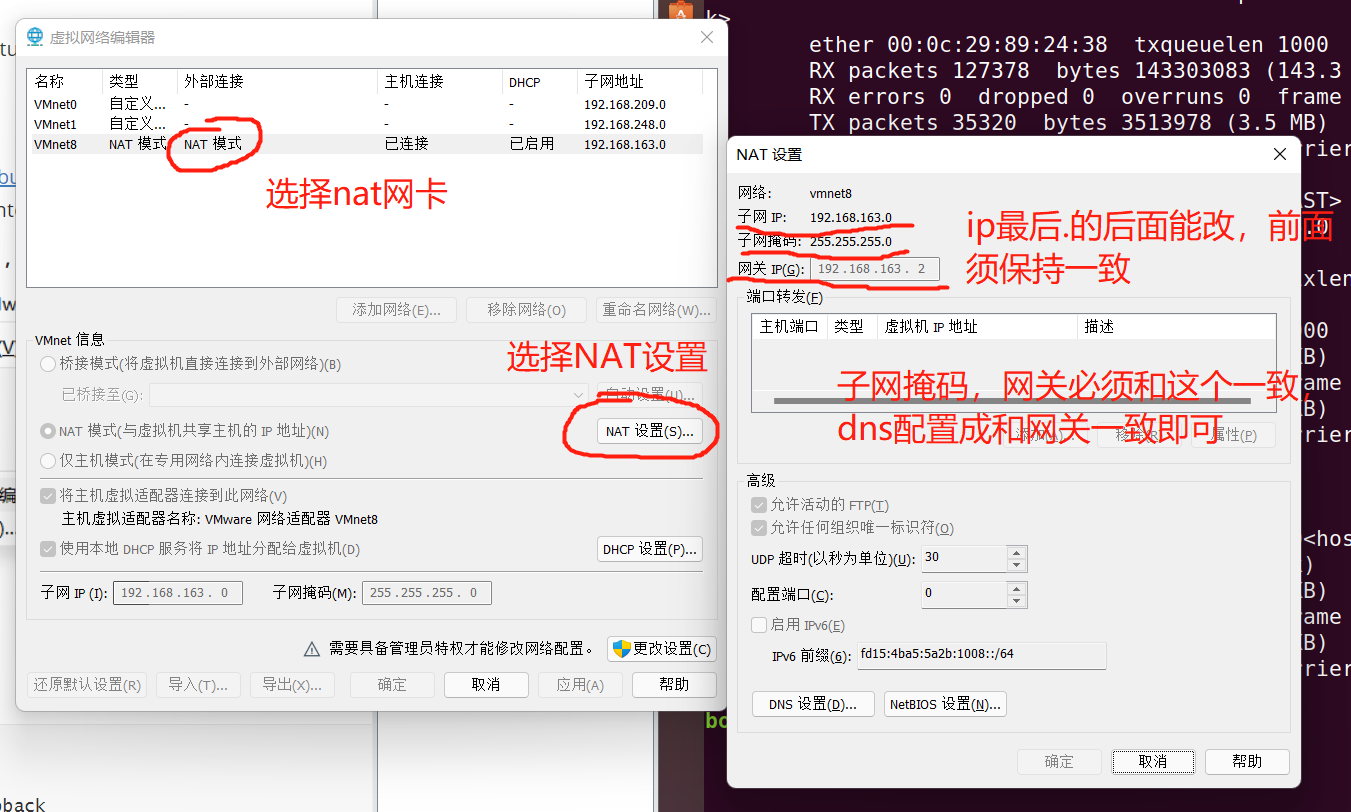 虚拟网络编辑器
名称 类型 外部连接 主机连接 DHCP 子网地址
VMnet0 自定义... - - - 192.168.209.0
VMnet1 自定义... - - - 192.168.248.0
VMnet8 NAT 模式 NAT 模式 已连接 已启用 192.168.163.0
选择nat网卡
添加网络(E)... 移除网络(O) 重命名网络(W)...
VMnet 信息
桥接模式(将虚拟机直接连接到外部网络)(B)
选择NAT设置
已桥接至(G): 自动设置(U)...
NAT 模式(与虚拟机共享主机的 IP 地址)(N) NAT 设置(S)...
仅主机模式(在专用网络内连接虚拟机)(H)
将主机虚拟适配器连接到此网络(V)
主机虚拟适配器名称: VMware 网络适配器 VMnet8
使用本地 DHCP 服务将 IP 地址分配给虚拟机(D) DHCP 设置(P)...
子网 IP (I): 192 . 168 . 163 . 0 子网掩码(M): 255 . 255 . 255 . 0
需要具备管理员特权才能修改网络配置。 更改设置(C)
还原默认设置(R) 导入(T)... 导出(X)... 确定 取消 应用(A) 帮助
k>
ether 00:0c:29:89:24:38 txqueuelen 1000
RX packets 127378 bytes 143303083 (143.3
RX errors 0 dropped 0 overruns 0 frame
TX packets 35320 bytes 3513978 (3.5 MB)
NAT 设置
网络: vmnet8
子网 IP: 192.168.163.0
子网掩码: 255.255.255.0
网关 IP(G): 192 . 168 . 163 . 2
ip最后.的后面能改，前面
须保持一致
端口转发(F)
主机端口 类型 虚拟机 IP 地址 描述
子网掩码，网关必须和这个一致，
dns配置成和网关一致即可
添加(A)... 移除(R) 属性(P)
高级
允许活动的 FTP(T)
允许任何组织唯一标识符(O)
UDP 超时(以秒为单位)(U): 30
配置端口(C): 0
启用 IPv6(E)
IPv6 前缀(6): fd15:4ba5:5a2b:1008::/64
DNS 设置(D)... NetBIOS 设置(N)...
确定 取消 帮助
rier
ST>
xlen
00
B)
rame
B)
rier
<hos
)
B)
rame
B)
rier
bo
pback